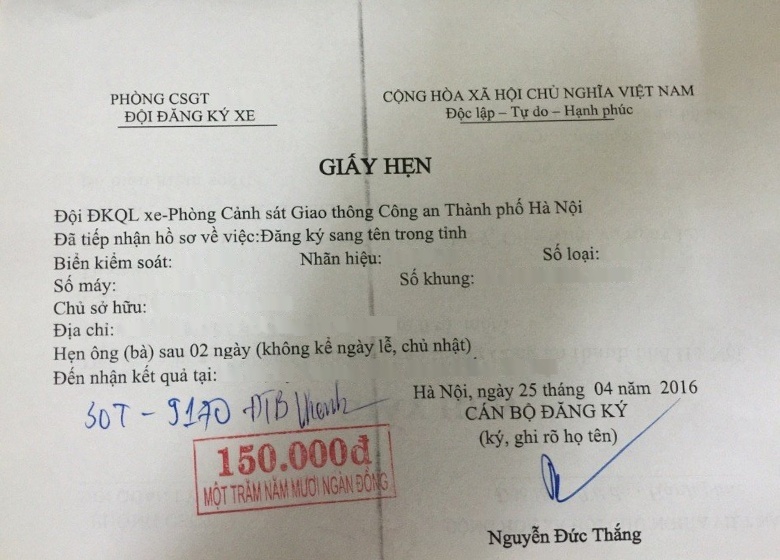 PHÒNG CSGT
ĐỘI ĐĂNG KÝ XE
CỘNG HÒA XÃ HỘI CHỦ NGHĨA VIỆT NAM
Độc lập – Tự do – Hạnh phúc
GIẤY HẸN
Đội ĐKQL xe-Phòng Cảnh sát Giao thông Công an Thành phố Hà Nội
Đã tiếp nhận hồ sơ về việc:Đăng ký sang tên trong tỉnh
Biển kiểm soát: Nhãn hiệu: Số loại:
Số máy: Số khung:
Chủ sở hữu:
Địa chỉ:
Hẹn ông (bà) sau 02 ngày (không kể ngày lễ, chủ nhật)
Đến nhận kết quả tại:
30T - 9170 ĐTB
150.000đ
MỘT TRĂM NĂM MƯƠI NGÀN ĐỒNG
Hà Nội, ngày 25 tháng 04 năm 2016
CÁN BỘ ĐĂNG KÝ
(ký, ghi rõ họ tên)
Nguyễn Đức Thắng